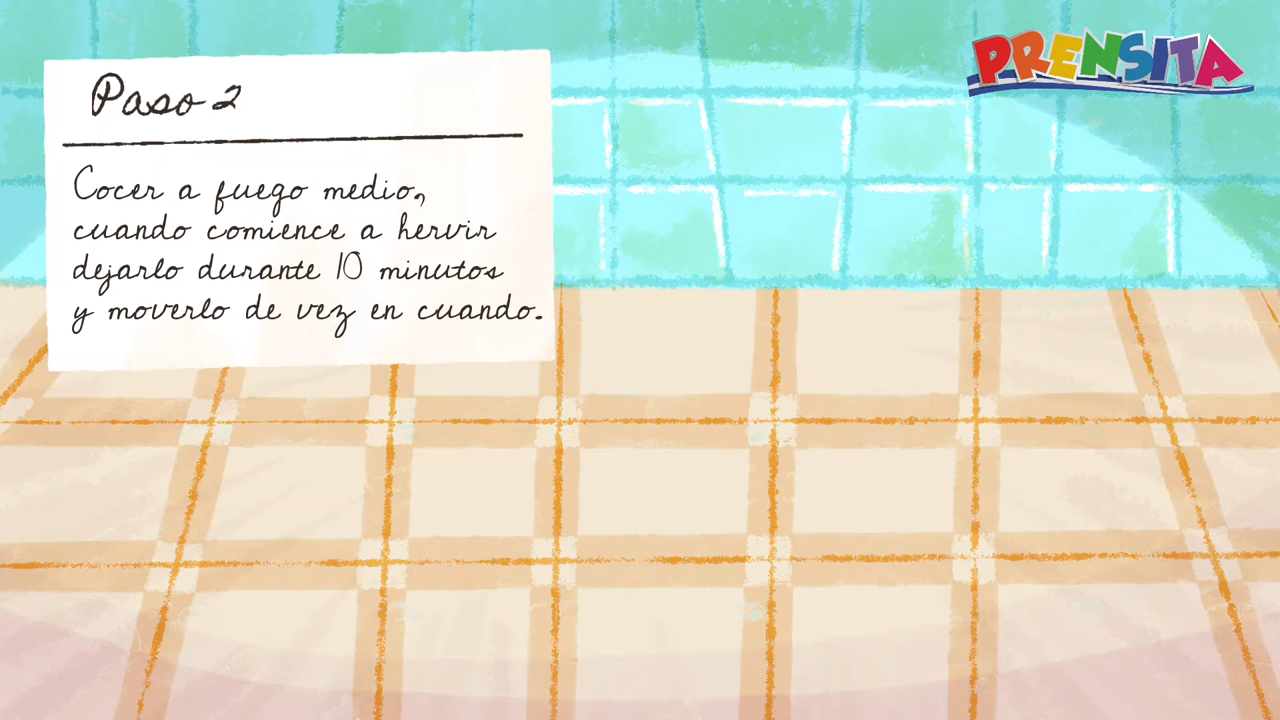 PRENSITA
Paso 2
Cocer a fuego medio,
cuando comience a hervir
dejarlo durante 10 minutos
y moverlo de vez en cuando.